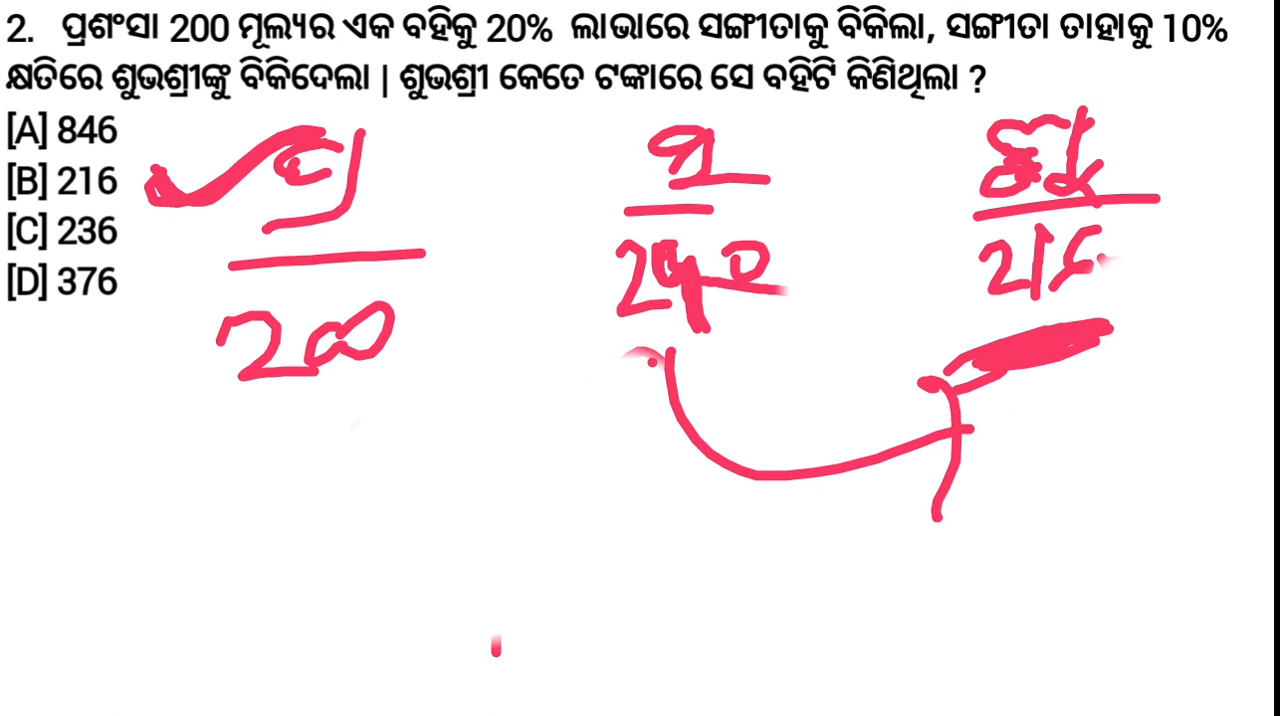 2. ପ୍ରଶଂସା 200 ମୂଲ୍ୟର ଏକ ବହିକୁ 20% ଲାଭାରେ ସଙ୍ଗୀତାକୁ ବିକିଲା, ସଙ୍ଗୀତା ତାହାକୁ 10%
କ୍ଷତିରେ ଶୁଭଶ୍ରୀଙ୍କୁ ବିକିଦେଲା | ଶୁଭଶ୍ରୀ କେତେ ଟଙ୍କାରେ ସେ ବହିଟି କିଣିଥିଲା ?
[A] 846
[B] 216
[C] 236
[D] 376
200